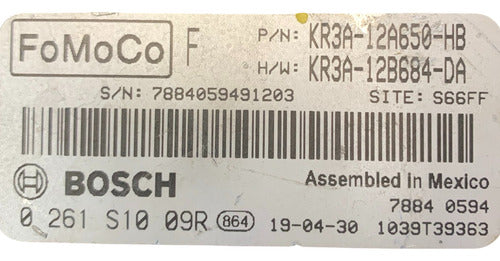 FoMoCo F P/N: KR3A-12A650-HB
H/W: KR3A-12B684-DA
S/N: 7884059491203 SITE: S66FF
BOSCH Assembled in Mexico
7884 0594
0 261 S10 09R 864 19-04-30 1039T39363